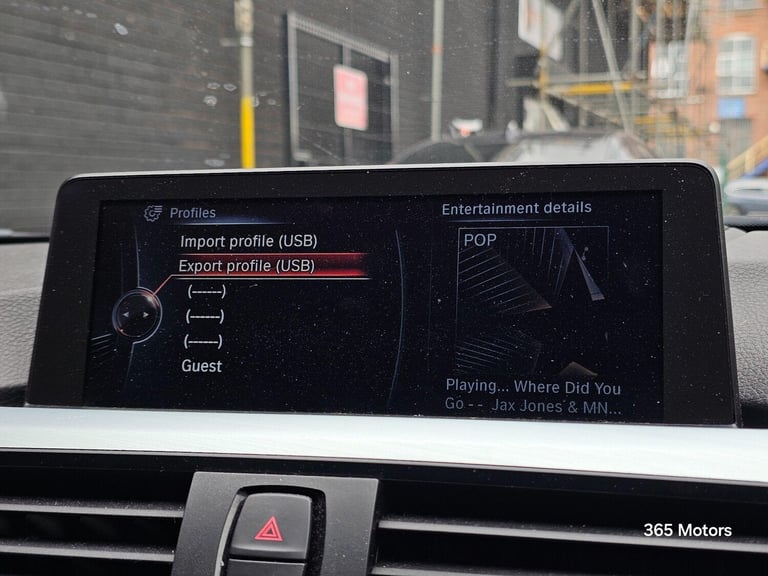 Profiles
Import profile (USB)
Export profile (USB)
(------)
(------)
(------)
Guest
Entertainment details
POP
Playing... Where Did You
Go -- Jax Jones & MN...
365 Motors